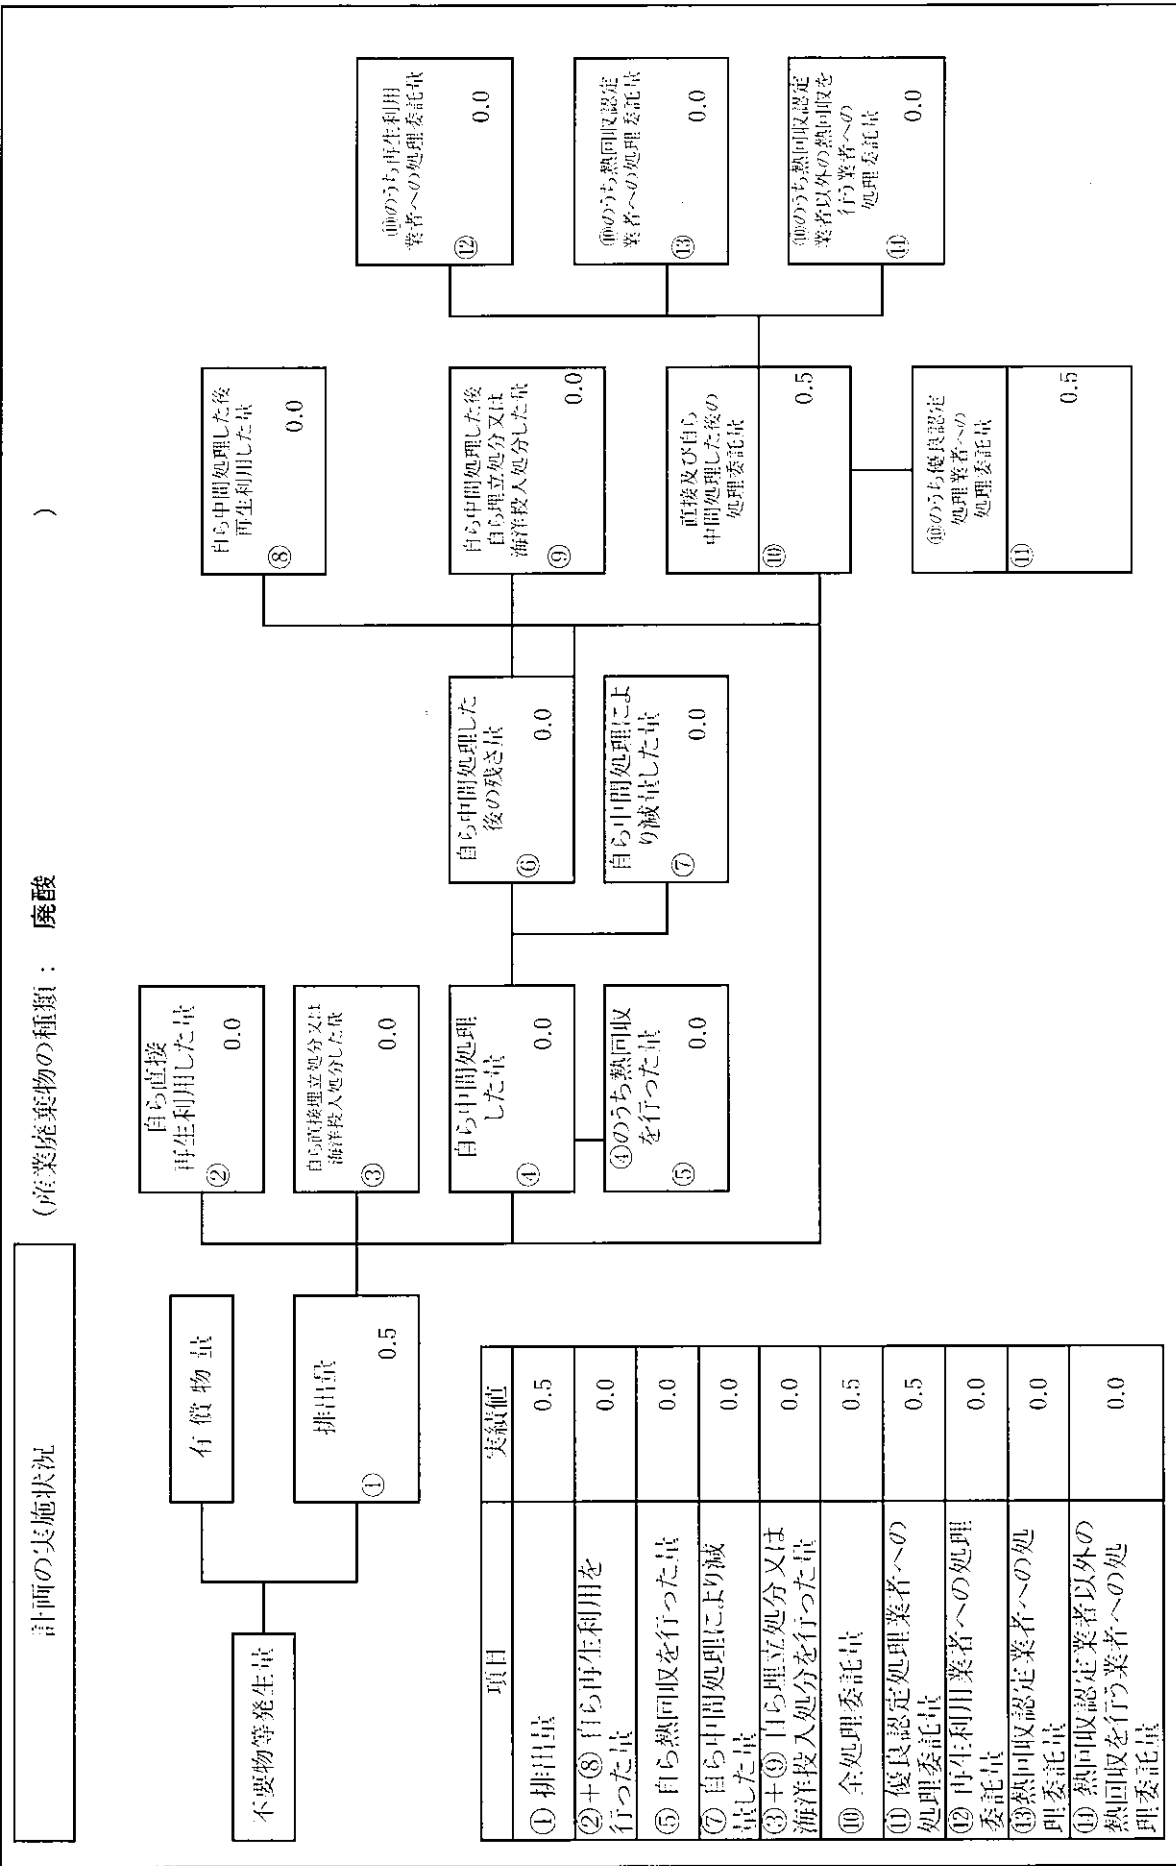 計画の実施状況
(産業廃棄物の種類： 廃酸 )
不要物等発生量
有償物量
排出量
① 0.5
自ら直接
再生利用した量
② 0.0
自ら直接埋立処分又は
海洋投入処分した量
③ 0.0
自ら中間処理
した量
④ 0.0
④のうち熱回収
を行った量
⑤ 0.0
自ら中間処理した
後の残さ量
⑥ 0.0
自ら中間処理によ
り減量した量
⑦ 0.0
自ら中間処理した後
再生利用した量
⑧ 0.0
自ら中間処理した後
自ら埋立処分又は
海洋投入処分した量
⑨ 0.0
直接及び自ら
中間処理した後の
処理委託量
⑩ 0.5
⑩のうち優良認定
処理業者への
処理委託量
⑪ 0.5
⑩のうち再生利用
業者への処理委託量
⑫ 0.0
⑩のうち熱回収認定
業者への処理委託量
⑬ 0.0
⑩のうち熱回収認定
業者以外の熱回収を
行う業者への
処理委託量
⑭ 0.0
項目 実績値
① 排出量 0.5
②＋⑧ 自ら再生利用を
行った量 0.0
⑤ 自ら熱回収を行った量 0.0
⑦ 自ら中間処理により減
量した量 0.0
③＋⑨ 自ら埋立処分又は
海洋投入処分を行った量 0.0
⑩ 全処理委託量 0.5
⑪ 優良認定処理業者への
処理委託量 0.5
⑫ 再生利用業者への処理
委託量 0.0
⑬熱回収認定業者への処
理委託量 0.0
⑭ 熱回収認定業者以外の
熱回収を行う業者への処
理委託量 0.0